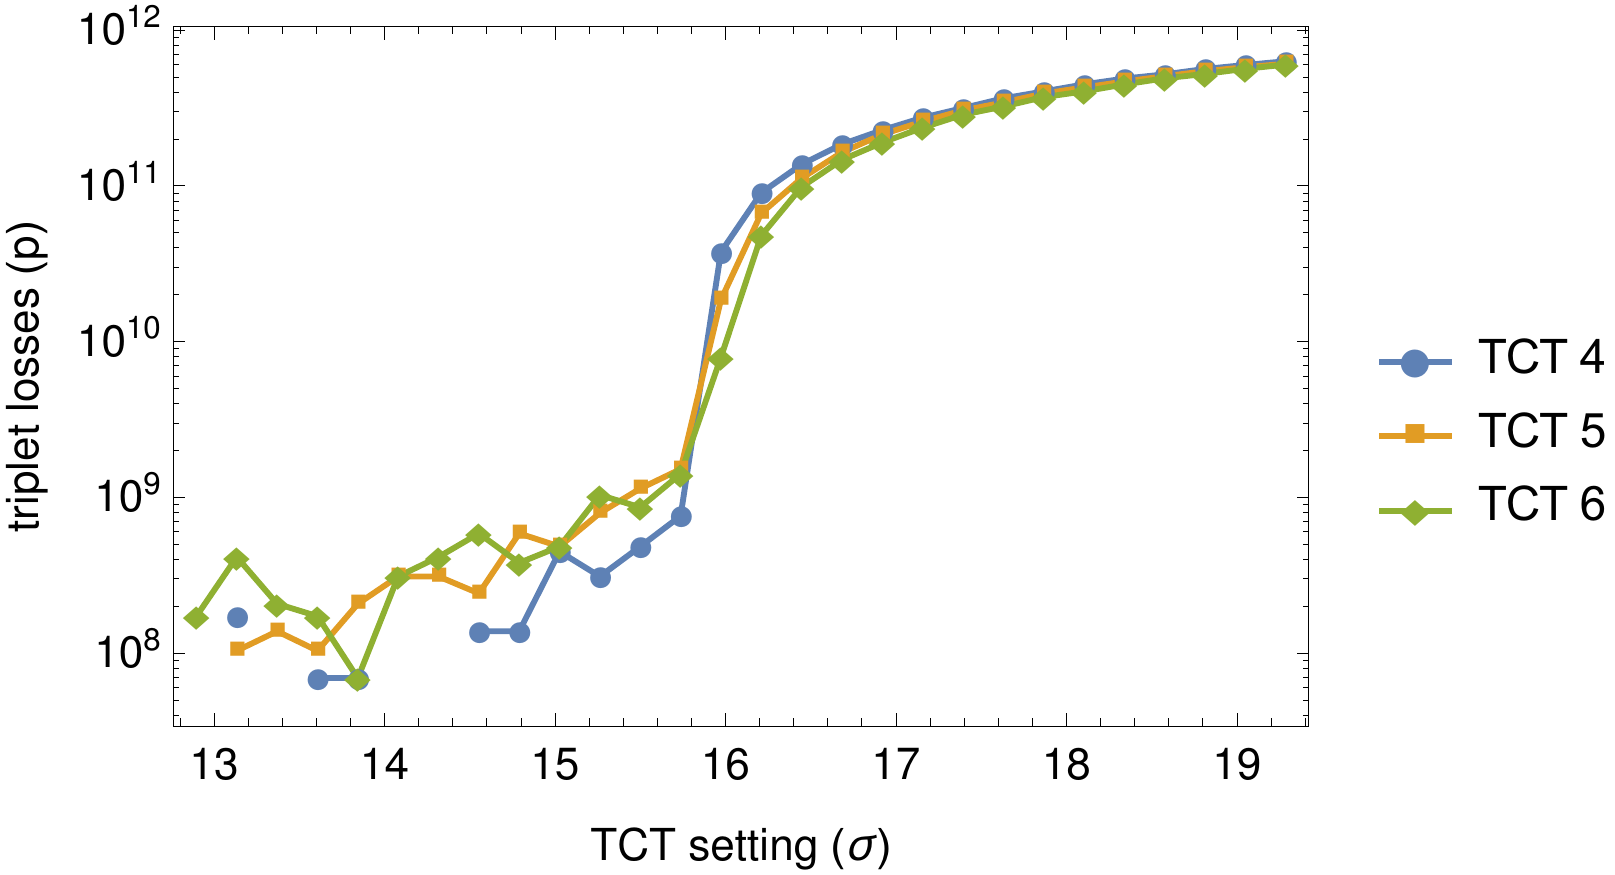 10^12
10^11
10^10
10^9
10^8
triplet losses (p)
13 14 15 16 17 18 19
TCT setting (σ)
TCT 4
TCT 5
TCT 6